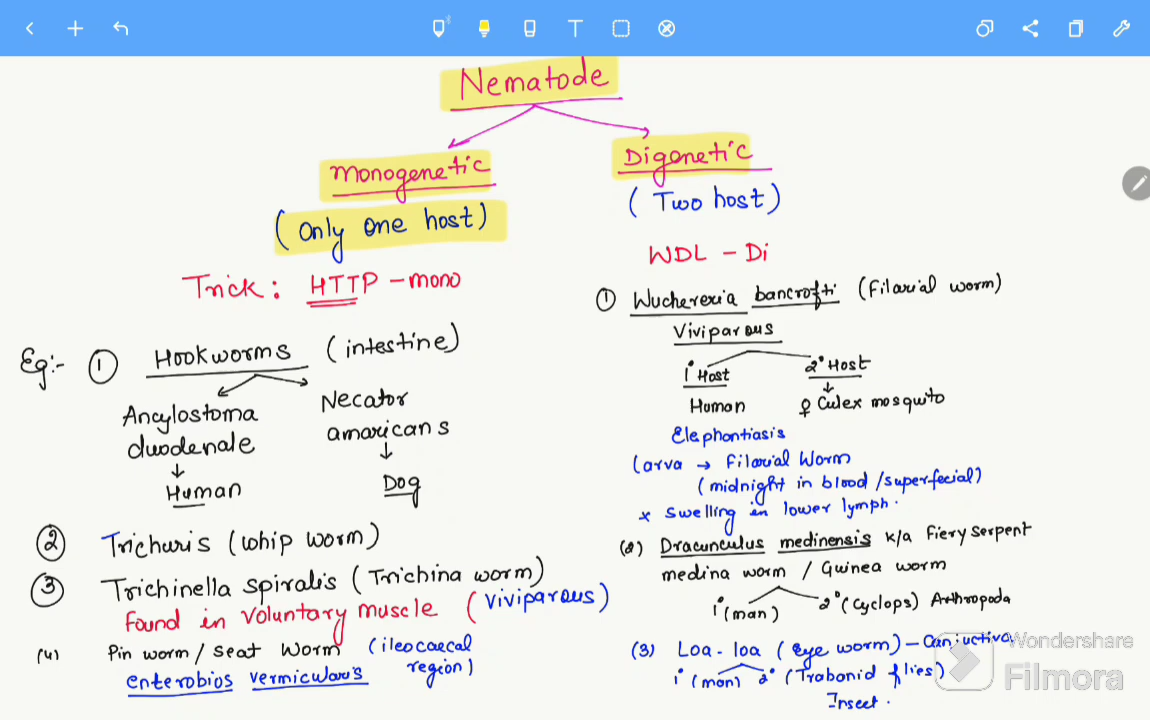 Nematode
Monogenetic
(Only one host)
Trick: HTTP - mono
Eg:- ① Hookworms (intestine)
Ancylostoma duodenale
↓
Human
Necator amaricans
↓
Dog
② Trichuris (whip worm)
③ Trichinella spiralis (Trichina worm)
Found in voluntary muscle (viviparous)
(4) Pin worm / seat worm (ileocaecal region)
enterobios vermiculars
Digenetic
(Two host)
WDL - Di
① Wuchereria bancrofti (Filarial worm)
Viviparous
1° Host
Human
2° Host
↓
♀ Culex mosquito
Elephantiasis
Larva → Filarial Worm
(midnight in blood /superfecial)
x swelling in lower lymph.
(2) Dracunculus medinensis k/a Fiery serpent
medina worm / Guinea worm
1° (man) 2° (cyclops) Arthropoda
(3) Loa-loa (Eye worm) - Conjuctiva
1° (man) 2° (Trabanid flies)
Insect.
Wondershare
Filmora